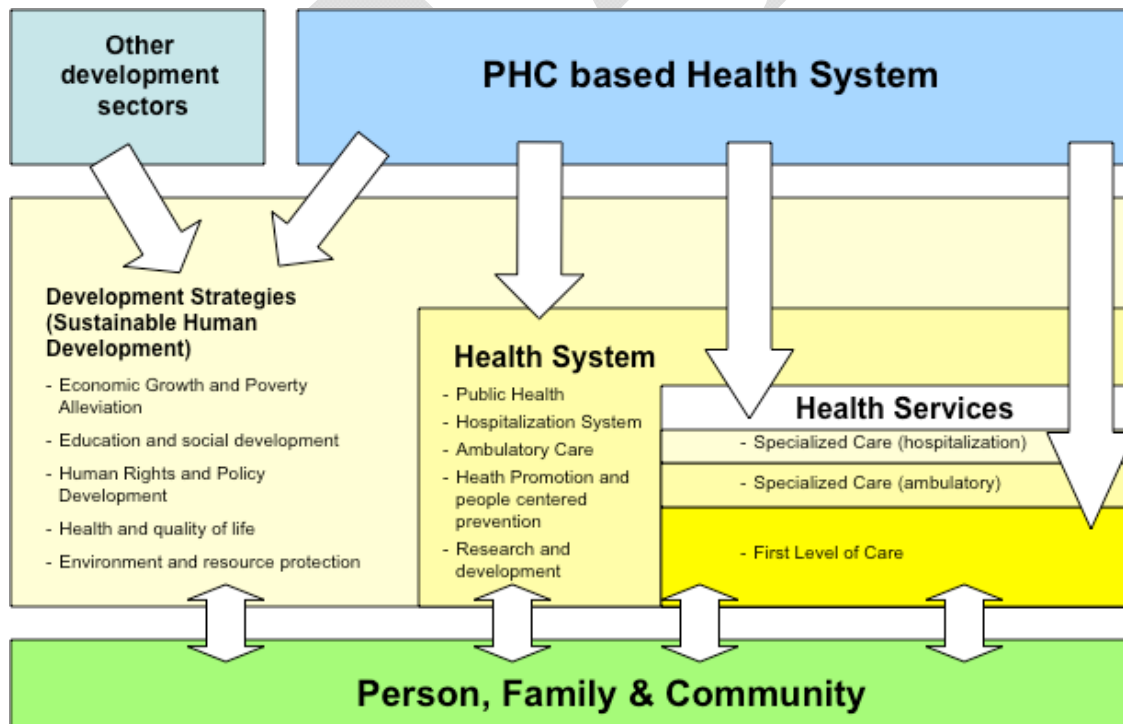 Other
development
sectors
PHC based Health System
Development Strategies
(Sustainable Human
Development)
- Economic Growth and Poverty
Alleviation
- Education and social development
- Human Rights and Policy
Development
- Health and quality of life
- Environment and resource protection
Health System
- Public Health
- Hospitalization System
- Ambulatory Care
- Heath Promotion and
people centered
prevention
- Research and
development
Health Services
- Specialized Care (hospitalization)
- Specialized Care (ambulatory)
- First Level of Care
Person, Family & Community